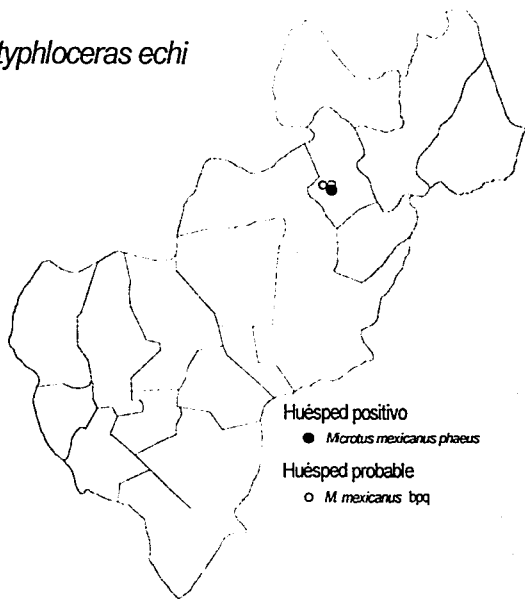 typhloceras echi
Huésped positivo
● Microtus mexicanus phaeus
Huésped probable
○ M mexicanus bpq